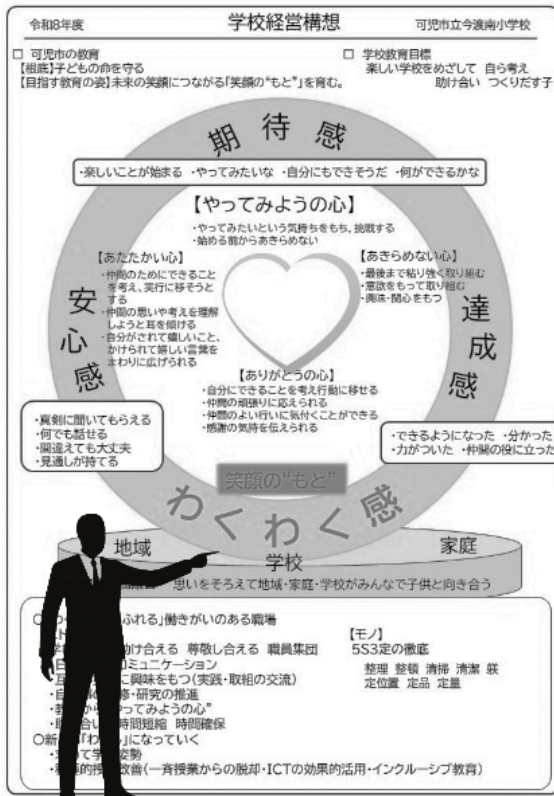 令和8年度 学校経営構想 可児市立今渡南小学校
□ 可児市の教育
【根底】子どもの命を守る
【目指す教育の姿】未来の笑顔につながる「笑顔の“もと”」を育む。
□ 学校教育目標
楽しい学校をめざして 自ら考え
助け合い つくりだす子
期待感
・楽しいことが始まる ・やってみたいな ・自分にもできそうだ ・何ができるかな
【やってみようの心】
・やってみたいという気持ちをもち,挑戦する
・始める前からあきらめない
【あたたかい心】
・仲間のためにできること
を考え、実行に移そうと
する
・仲間の思いや考えを理解
しようと耳を傾ける
・自分がされて嬉しいこと、
かけられて嬉しい言葉を
まわりに広げられる
【あきらめない心】
・最後まで粘り強く取り組む
・意欲をもって取り組む
・興味・関心をもつ
安心感
達成感
【ありがとうの心】
・自分にできることを考え行動に移せる
・仲間の頑張りに応えられる
・仲間のよい行いに気付くことができる
・感謝の気持を伝えられる
・真剣に聞いてもらえる
・何でも話せる
・間違えても大丈夫
・見通しが持てる
・できるようになった ・分かった
・力がついた ・仲間の役に立った
笑顔の“もと”
わくわく感
地域
学校
家庭
思いをそろえて地域・家庭・学校がみんなで子供と向き合う
ふれる」働きがいのある職場
助け合える 尊敬し合える 職員集団
コミュニケーション
に興味をもつ(実践・取組の交流)
・研究の推進
やってみようの心”
時間短縮 時間確保
○新
になっていく
姿勢
改善(一斉授業からの脱却・ICTの効果的活用・インクルーシブ教育)
【モノ】
5S3定の徹底
整理 整頓 清掃 清潔 躾
定位置 定品 定量